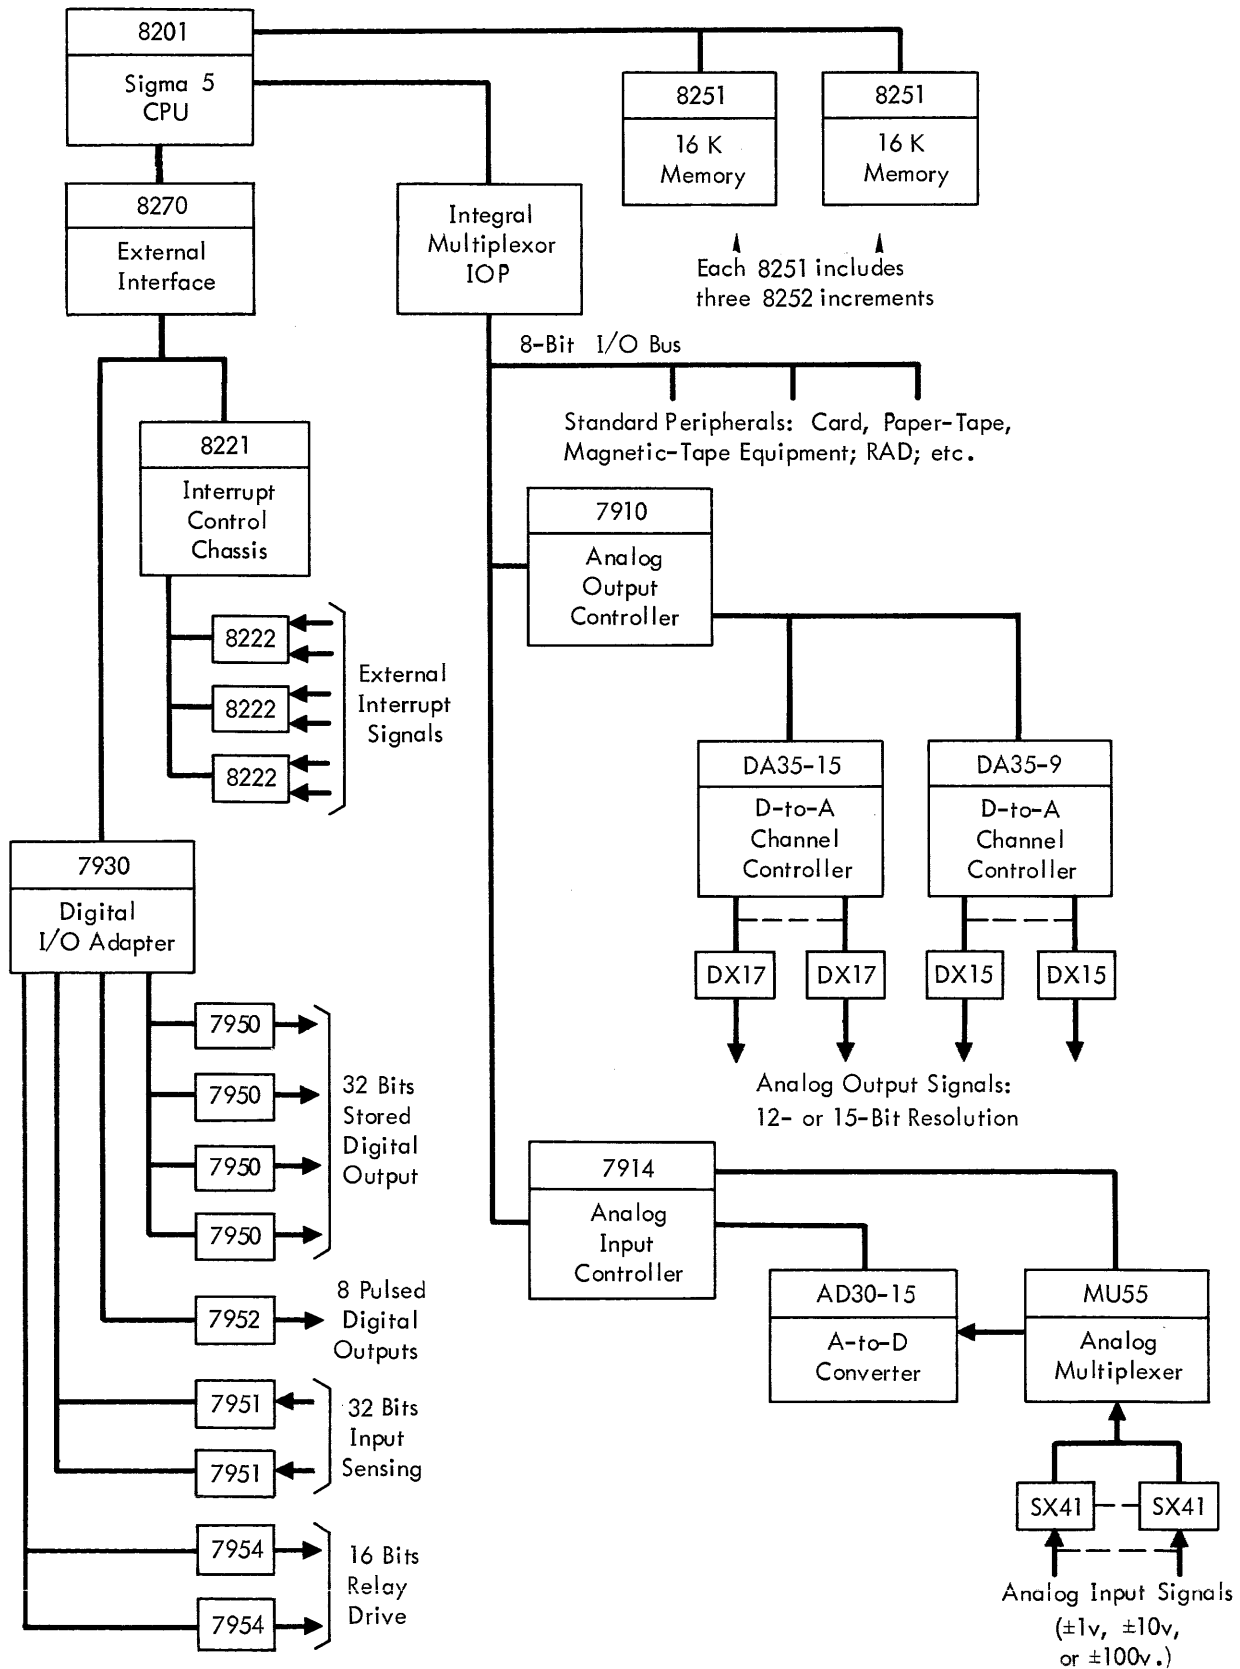 8201
Sigma 5
CPU
8251
16 K
Memory
8251
16 K
Memory
8270
External
Interface
Integral
Multiplexor
IOP
Each 8251 includes
three 8252 increments
8-Bit I/O Bus
Standard Peripherals: Card, Paper-Tape,
Magnetic-Tape Equipment; RAD; etc.
8221
Interrupt
Control
Chassis
8222
8222
8222
External
Interrupt
Signals
7910
Analog
Output
Controller
DA35-15
D-to-A
Channel
Controller
DA35-9
D-to-A
Channel
Controller
DX17
DX17
DX15
DX15
Analog Output Signals:
12- or 15-Bit Resolution
7930
Digital
I/O Adapter
7950
7950
7950
7950
32 Bits
Stored
Digital
Output
7952
8 Pulsed
Digital
Outputs
7951
7951
32 Bits
Input
Sensing
7954
7954
16 Bits
Relay
Drive
7914
Analog
Input
Controller
AD30-15
A-to-D
Converter
MU55
Analog
Multiplexer
SX41
SX41
Analog Input Signals
(±1v, ±10v,
or ±100v.)